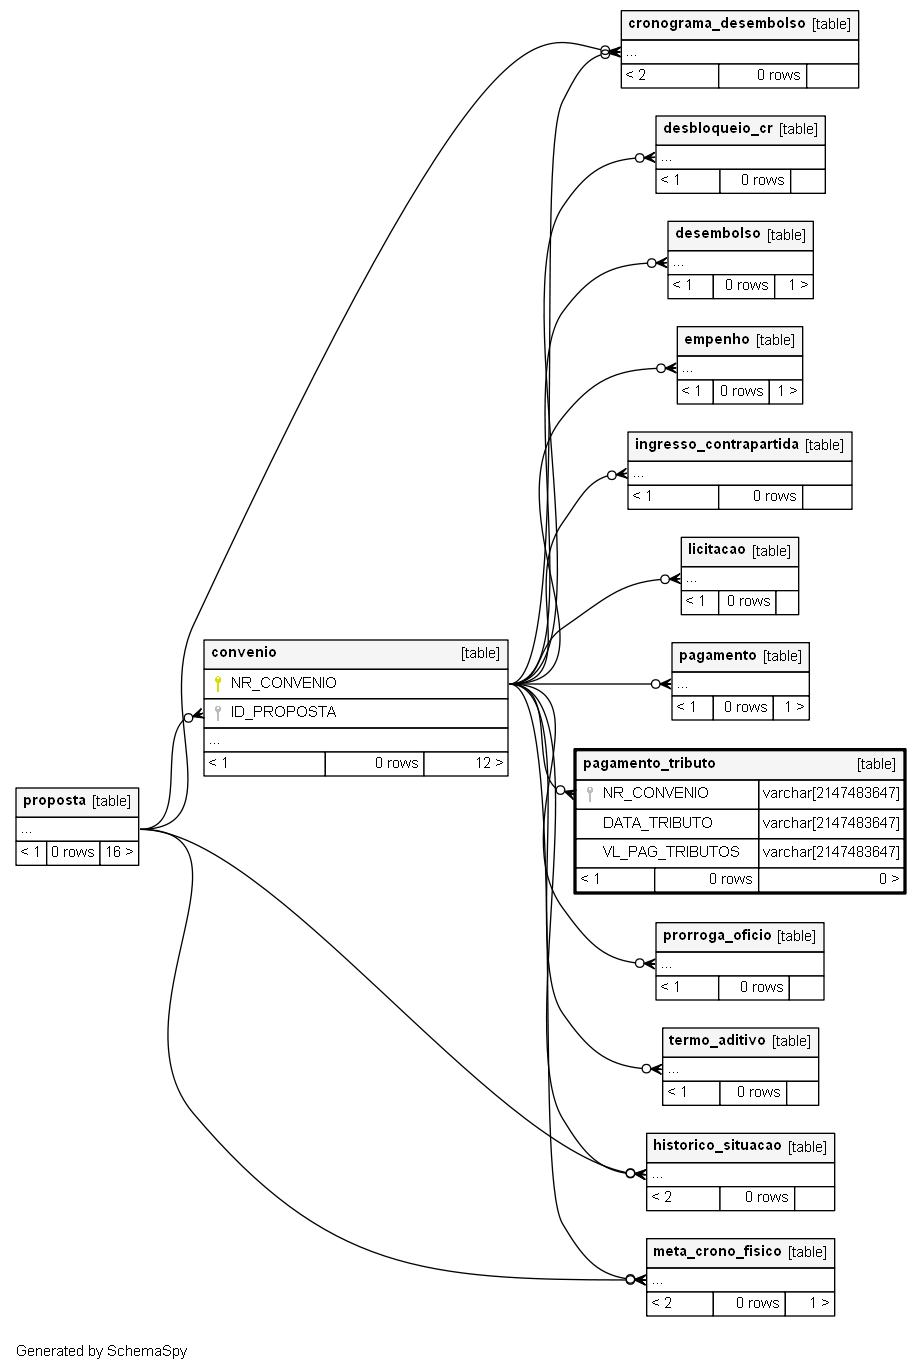 cronograma_desembolso [table]
...
< 2 0 rows
desbloqueio_cr [table]
...
< 1 0 rows
desembolso [table]
...
< 1 0 rows 1 >
empenho [table]
...
< 1 0 rows 1 >
ingresso_contrapartida [table]
...
< 1 0 rows
licitacao [table]
...
< 1 0 rows
convenio [table]
NR_CONVENIO
ID_PROPOSTA
...
< 1 0 rows 12 >
pagamento [table]
...
< 1 0 rows 1 >
pagamento_tributo [table]
NR_CONVENIO varchar[2147483647]
DATA_TRIBUTO varchar[2147483647]
VL_PAG_TRIBUTOS varchar[2147483647]
< 1 0 rows 0 >
proposta [table]
...
< 1 0 rows 16 >
prorroga_oficio [table]
...
< 1 0 rows
termo_aditivo [table]
...
< 1 0 rows
historico_situacao [table]
...
< 2 0 rows
meta_crono_fisico [table]
...
< 2 0 rows 1 >
Generated by SchemaSpy